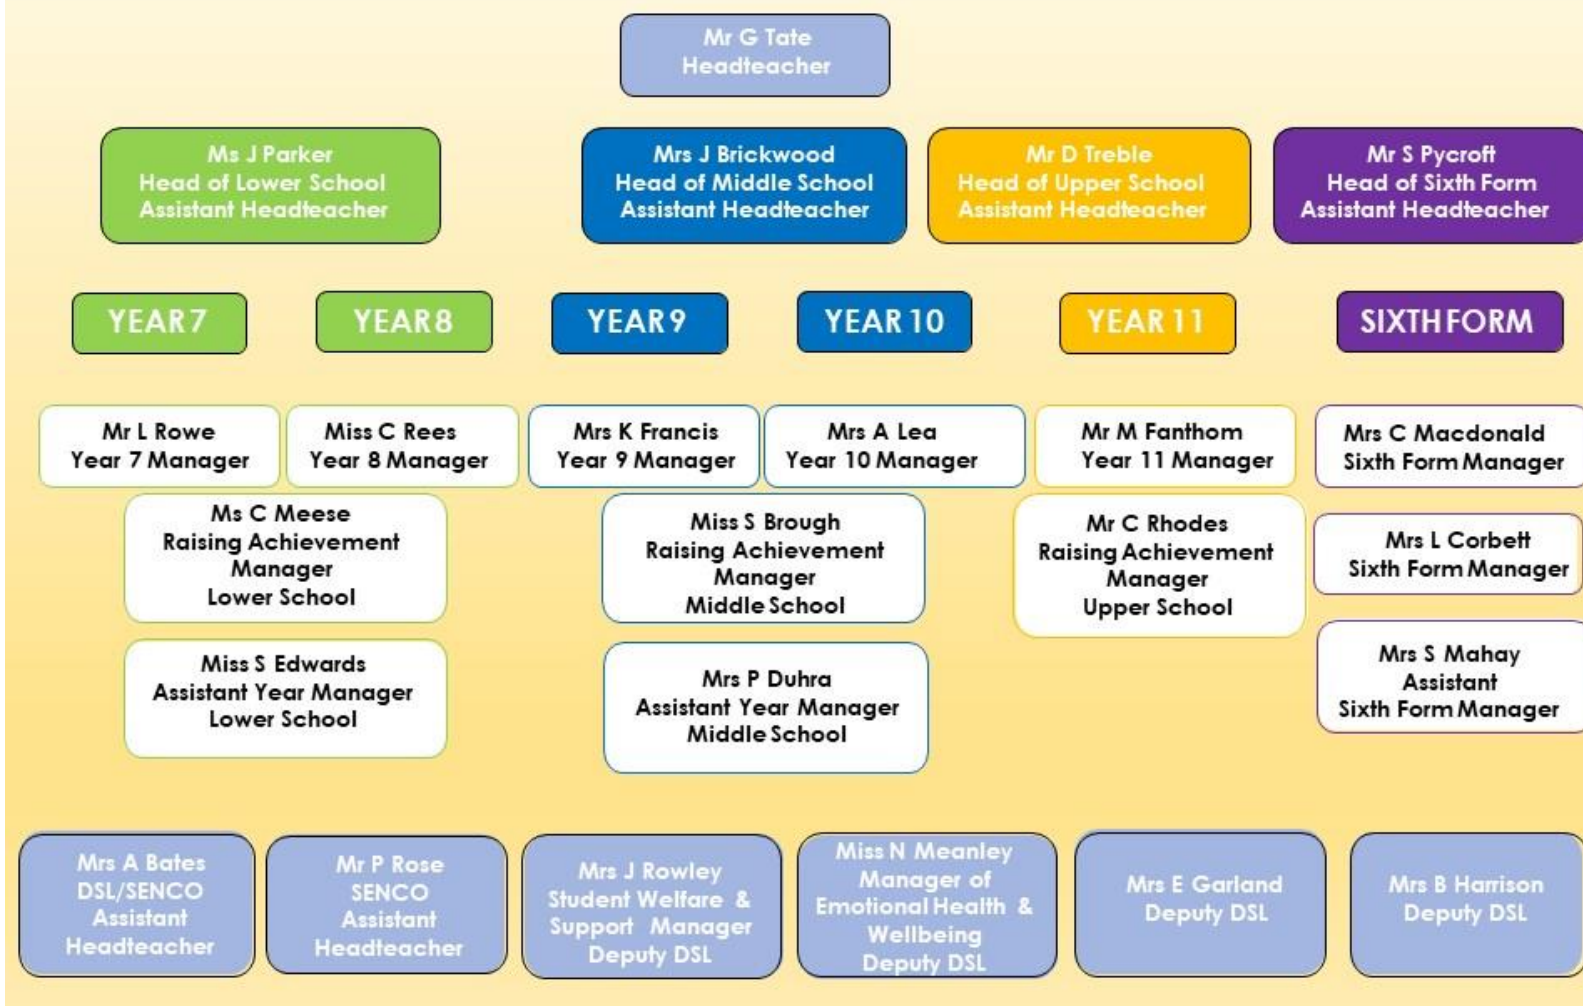 Mr G Tate
Headteacher
Ms J Parker
Head of Lower School
Assistant Headteacher
Mrs J Brickwood
Head of Middle School
Assistant Headteacher
Mr D Treble
Head of Upper School
Assistant Headteacher
Mr S Pycroft
Head of Sixth Form
Assistant Headteacher
YEAR 7
YEAR 8
YEAR 9
YEAR 10
YEAR 11
SIXTH FORM
Mr L Rowe
Year 7 Manager
Miss C Rees
Year 8 Manager
Mrs K Francis
Year 9 Manager
Mrs A Lea
Year 10 Manager
Mr M Fanthom
Year 11 Manager
Mrs C Macdonald
Sixth Form Manager
Ms C Meese
Raising Achievement
Manager
Lower School
Miss S Brough
Raising Achievement
Manager
Middle School
Mr C Rhodes
Raising Achievement
Manager
Upper School
Mrs L Corbett
Sixth Form Manager
Miss S Edwards
Assistant Year Manager
Lower School
Mrs P Duhra
Assistant Year Manager
Middle School
Mrs S Mahay
Assistant
Sixth Form Manager
Mrs A Bates
DSL/SENCO
Assistant
Headteacher
Mr P Rose
SENCO
Assistant
Headteacher
Mrs J Rowley
Student Welfare &
Support Manager
Deputy DSL
Miss N Meanley
Manager of
Emotional Health &
Wellbeing
Deputy DSL
Mrs E Garland
Deputy DSL
Mrs B Harrison
Deputy DSL